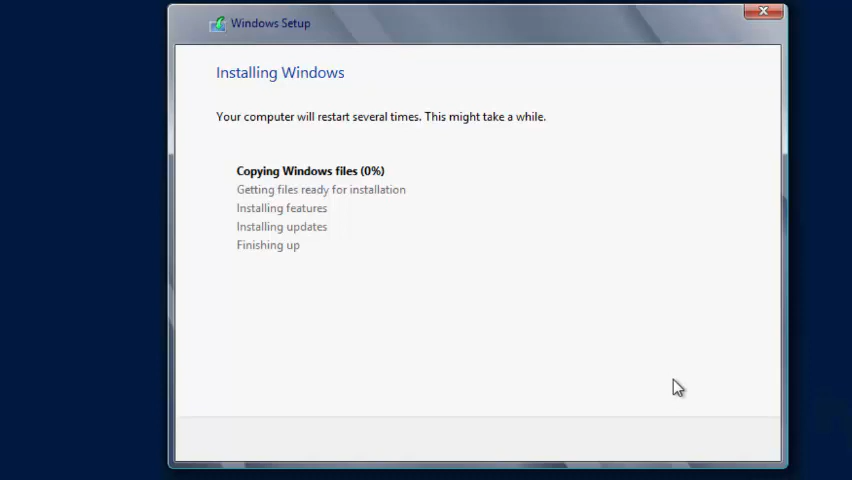 Windows Setup
Installing Windows
Your computer will restart several times. This might take a while.
Copying Windows files (0%)
Getting files ready for installation
Installing features
Installing updates
Finishing up